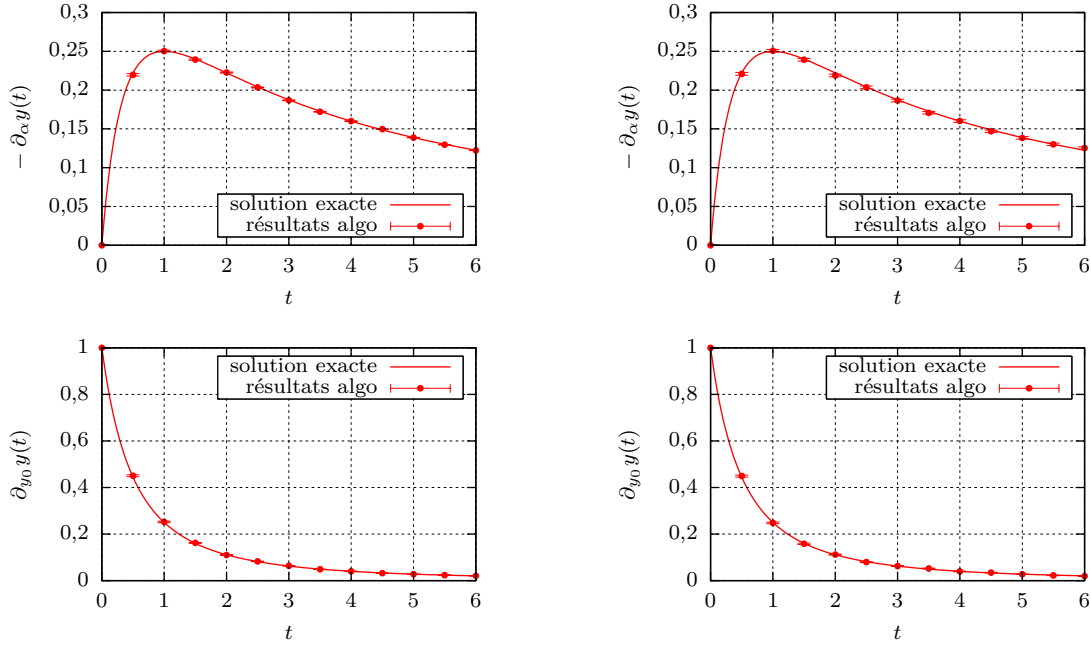 0,3
0,25
0,2
0,15
0,1
0,05
0
− ∂αy(t)
solution exacte
résultats algo
0 1 2 3 4 5 6
t
0,3
0,25
0,2
0,15
0,1
0,05
0
− ∂αy(t)
solution exacte
résultats algo
0 1 2 3 4 5 6
t
1
0,8
0,6
0,4
0,2
0
∂y0 y(t)
solution exacte
résultats algo
0 1 2 3 4 5 6
t
1
0,8
0,6
0,4
0,2
0
∂y0 y(t)
solution exacte
résultats algo
0 1 2 3 4 5 6
t